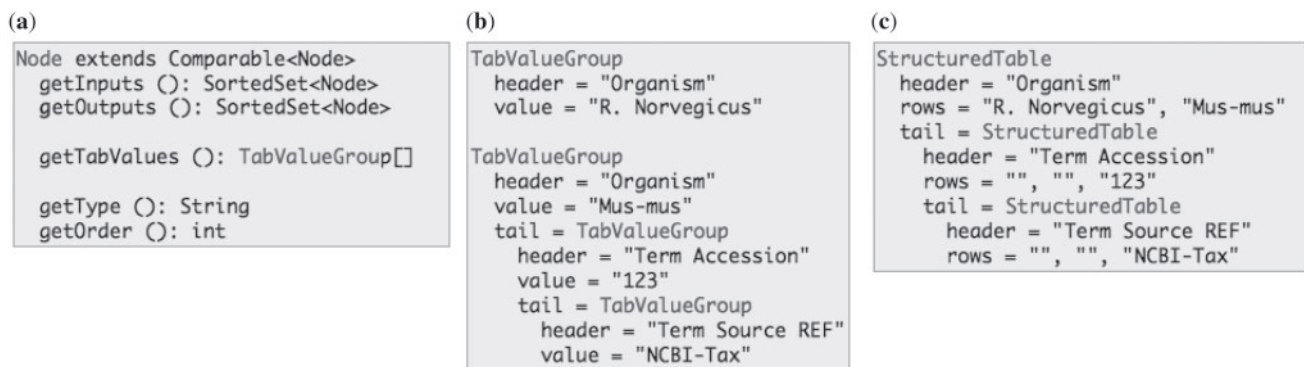 (a)
Node extends Comparable<Node>
getInputs (): SortedSet<Node>
getOutputs (): SortedSet<Node>
getTabValues (): TabValueGroup[]
getType (): String
getOrder (): int
(b)
TabValueGroup
header = "Organism"
value = "R. Norvegicus"
TabValueGroup
header = "Organism"
value = "Mus-mus"
tail = TabValueGroup
header = "Term Accession"
value = "123"
tail = TabValueGroup
header = "Term Source REF"
value = "NCBI-Tax"
(c)
StructuredTable
header = "Organism"
rows = "R. Norvegicus", "Mus-mus"
tail = StructuredTable
header = "Term Accession"
rows = "", "", "123"
tail = StructuredTable
header = "Term Source REF"
rows = "", "", "NCBI-Tax"